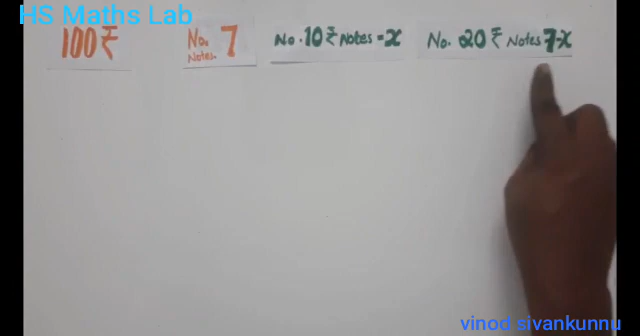 HS Maths Lab
100₹
No.
Notes. 7
No. 10 ₹ Notes = x
No. 20 ₹ Notes 7-x
vinod sivankunnu